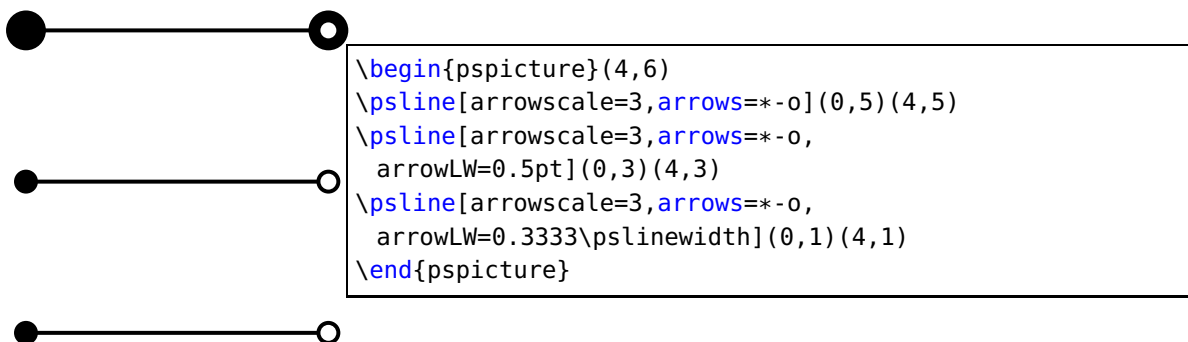 \begin{pspicture}(4,6)
\psline[arrowscale=3,arrows=*-o](0,5)(4,5)
\psline[arrowscale=3,arrows=*-o,
arrowLW=0.5pt](0,3)(4,3)
\psline[arrowscale=3,arrows=*-o,
arrowLW=0.3333\pslinewidth](0,1)(4,1)
\end{pspicture}